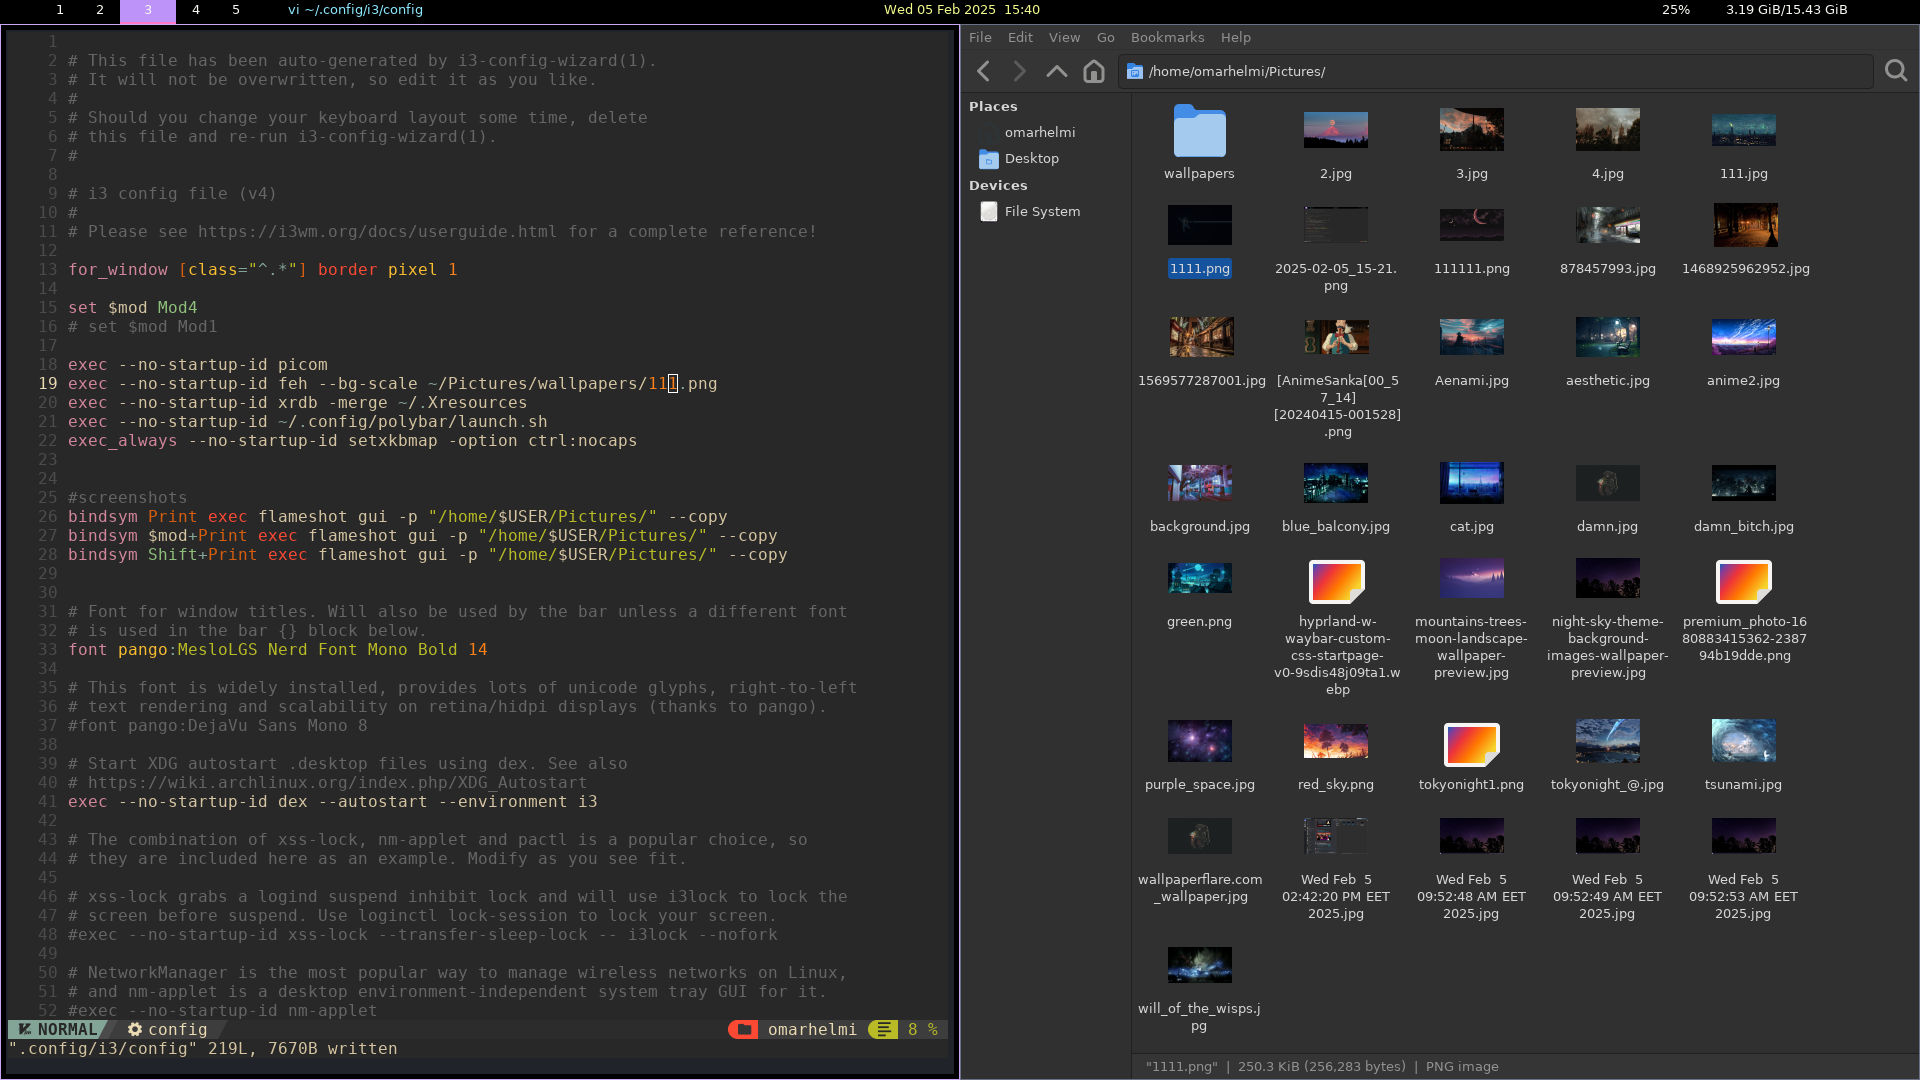 1 2 3 4 5 vi ~/.config/i3/config Wed 05 Feb 2025 15:40 25% 3.19 GiB/15.43 GiB
1
2 # This file has been auto-generated by i3-config-wizard(1).
3 # It will not be overwritten, so edit it as you like.
4 #
5 # Should you change your keyboard layout some time, delete
6 # this file and re-run i3-config-wizard(1).
7 #
8
9 # i3 config file (v4)
10 #
11 # Please see https://i3wm.org/docs/userguide.html for a complete reference!
12
13 for_window [class="^.*"] border pixel 1
14
15 set $mod Mod4
16 # set $mod Mod1
17
18 exec --no-startup-id picom
19 exec --no-startup-id feh --bg-scale ~/Pictures/wallpapers/111.png
20 exec --no-startup-id xrdb -merge ~/.Xresources
21 exec --no-startup-id ~/.config/polybar/launch.sh
22 exec_always --no-startup-id setxkbmap -option ctrl:nocaps
23
24
25 #screenshots
26 bindsym Print exec flameshot gui -p "/home/$USER/Pictures/" --copy
27 bindsym $mod+Print exec flameshot gui -p "/home/$USER/Pictures/" --copy
28 bindsym Shift+Print exec flameshot gui -p "/home/$USER/Pictures/" --copy
29
30
31 # Font for window titles. Will also be used by the bar unless a different font
32 # is used in the bar {} block below.
33 font pango:MesloLGS Nerd Font Mono Bold 14
34
35 # This font is widely installed, provides lots of unicode glyphs, right-to-left
36 # text rendering and scalability on retina/hidpi displays (thanks to pango).
37 #font pango:DejaVu Sans Mono 8
38
39 # Start XDG autostart .desktop files using dex. See also
40 # https://wiki.archlinux.org/index.php/XDG_Autostart
41 exec --no-startup-id dex --autostart --environment i3
42
43 # The combination of xss-lock, nm-applet and pactl is a popular choice, so
44 # they are included here as an example. Modify as you see fit.
45
46 # xss-lock grabs a logind suspend inhibit lock and will use i3lock to lock the
47 # screen before suspend. Use loginctl lock-session to lock your screen.
48 #exec --no-startup-id xss-lock --transfer-sleep-lock -- i3lock --nofork
49
50 # NetworkManager is the most popular way to manage wireless networks on Linux,
51 # and nm-applet is a desktop environment-independent system tray GUI for it.
52 #exec --no-startup-id nm-applet
NORMAL config omarhelmi 8 %
".config/i3/config" 219L, 7670B written
File Edit View Go Bookmarks Help
/home/omarhelmi/Pictures/
Places
omarhelmi
Desktop
Devices
File System
wallpapers
2.jpg
3.jpg
4.jpg
111.jpg
1111.png
2025-02-05_15-21.
png
111111.png
878457993.jpg
1468925962952.jpg
1569577287001.jpg
[AnimeSanka[00_5
7_14]
[20240415-001528]
.png
Aenami.jpg
aesthetic.jpg
anime2.jpg
background.jpg
blue_balcony.jpg
cat.jpg
damn.jpg
damn_bitch.jpg
green.png
hyprland-w-
waybar-custom-
css-startpage-
v0-9sdis48j09ta1.w
ebp
mountains-trees-
moon-landscape-
wallpaper-
preview.jpg
night-sky-theme-
background-
images-wallpaper-
preview.jpg
premium_photo-16
80883415362-2387
94b19dde.png
purple_space.jpg
red_sky.png
tokyonight1.png
tokyonight_@.jpg
tsunami.jpg
wallpaperflare.com
_wallpaper.jpg
Wed Feb 5
02:42:20 PM EET
2025.jpg
Wed Feb 5
09:52:48 AM EET
2025.jpg
Wed Feb 5
09:52:49 AM EET
2025.jpg
Wed Feb 5
09:52:53 AM EET
2025.jpg
will_of_the_wisps.j
pg
"1111.png" | 250.3 KiB (256,283 bytes) | PNG image